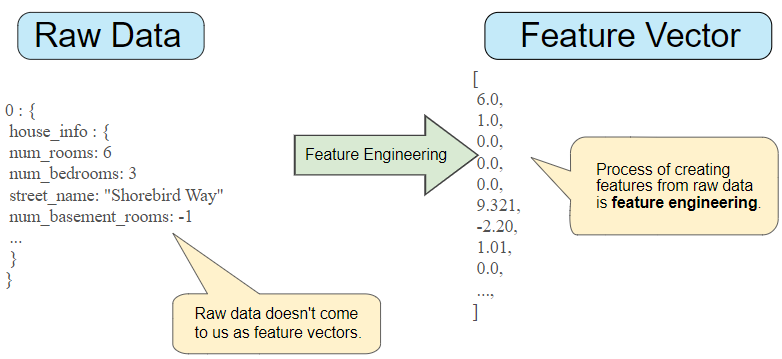 Raw Data
Feature Vector
0 : {
house_info : {
num_rooms: 6
num_bedrooms: 3
street_name: "Shorebird Way"
num_basement_rooms: -1
...
}
}
Raw data doesn't come
to us as feature vectors.
Feature Engineering
[
6.0,
1.0,
0.0,
0.0,
0.0,
9.321,
-2.20,
1.01,
0.0,
...,
]
Process of creating
features from raw data
is feature engineering.